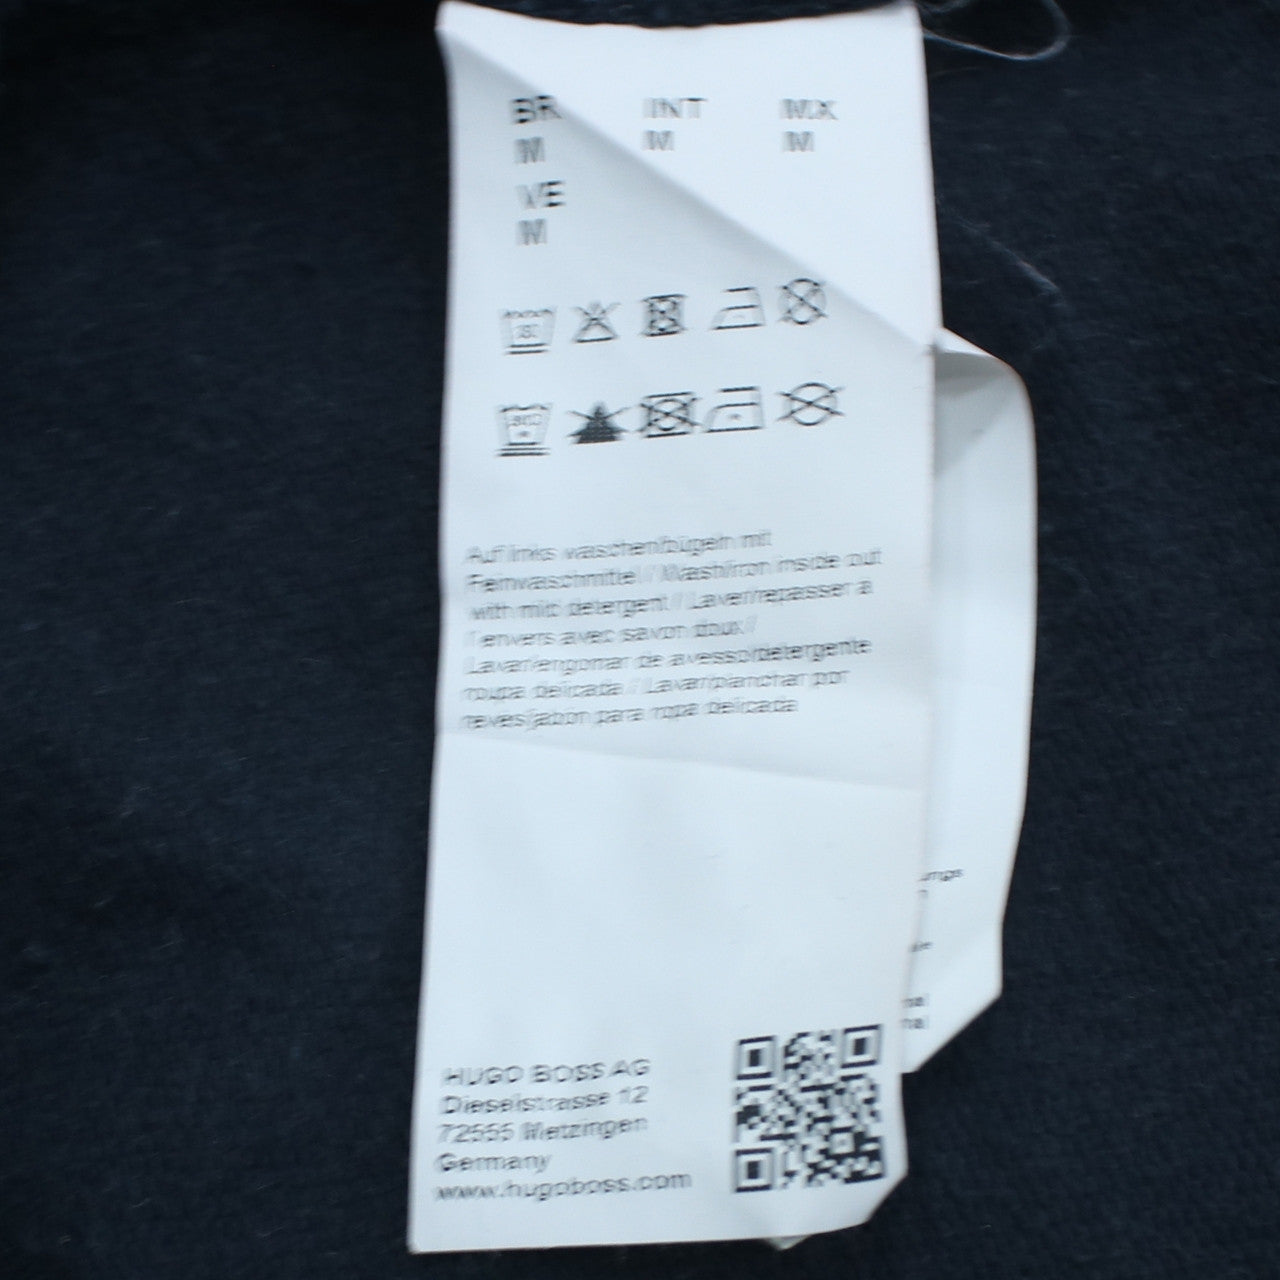 BR INT MX
M M M
VE
M
30
Auf links waschen/bügeln mit
Feinwaschmittel // Wash/iron inside out
with mild detergent // Laver/repasser a
l'envers avec savon doux //
Lavar/engomar de avesso/detergente
roupa delicada // Lavar/planchar por
reves/jabón para ropa delicada
HUGO BOSS AG
Dieselstrasse 12
72555 Metzingen
Germany
www.hugoboss.com